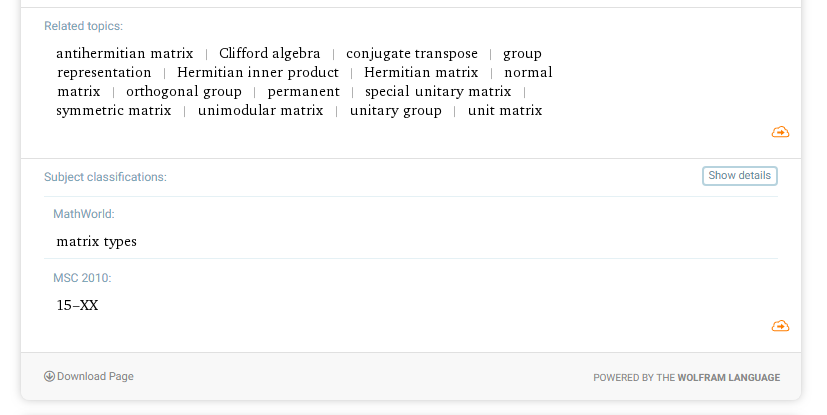 Related topics:
antihermitian matrix | Clifford algebra | conjugate transpose | group
representation | Hermitian inner product | Hermitian matrix | normal
matrix | orthogonal group | permanent | special unitary matrix |
symmetric matrix | unimodular matrix | unitary group | unit matrix
Subject classifications:
Show details
MathWorld:
matrix types
MSC 2010:
15–XX
Download Page
POWERED BY THE WOLFRAM LANGUAGE